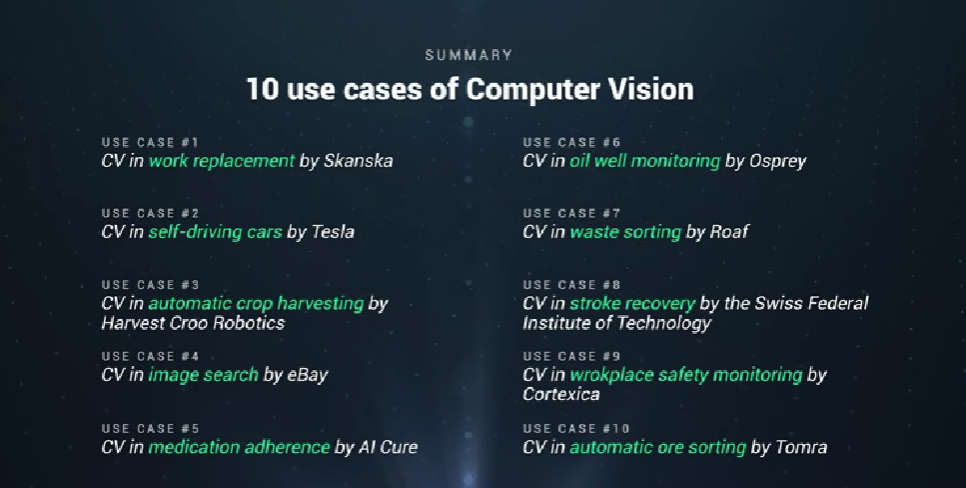 SUMMARY
10 use cases of Computer Vision
USE CASE #1
CV in work replacement by Skanska
USE CASE #2
CV in self-driving cars by Tesla
USE CASE #3
CV in automatic crop harvesting by
Harvest Croo Robotics
USE CASE #4
CV in image search by eBay
USE CASE #5
CV in medication adherence by AI Cure
USE CASE #6
CV in oil well monitoring by Osprey
USE CASE #7
CV in waste sorting by Roaf
USE CASE #8
CV in stroke recovery by the Swiss Federal
Institute of Technology
USE CASE #9
CV in wrokplace safety monitoring by
Cortexica
USE CASE #10
CV in automatic ore sorting by Tomra